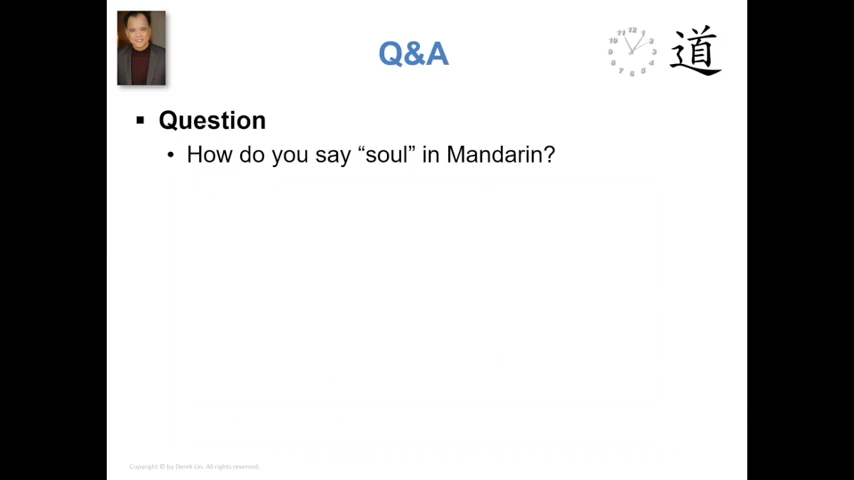 Q&A
道
▪ Question
• How do you say “soul” in Mandarin?
Copyright © by Derek Lin. All rights reserved.